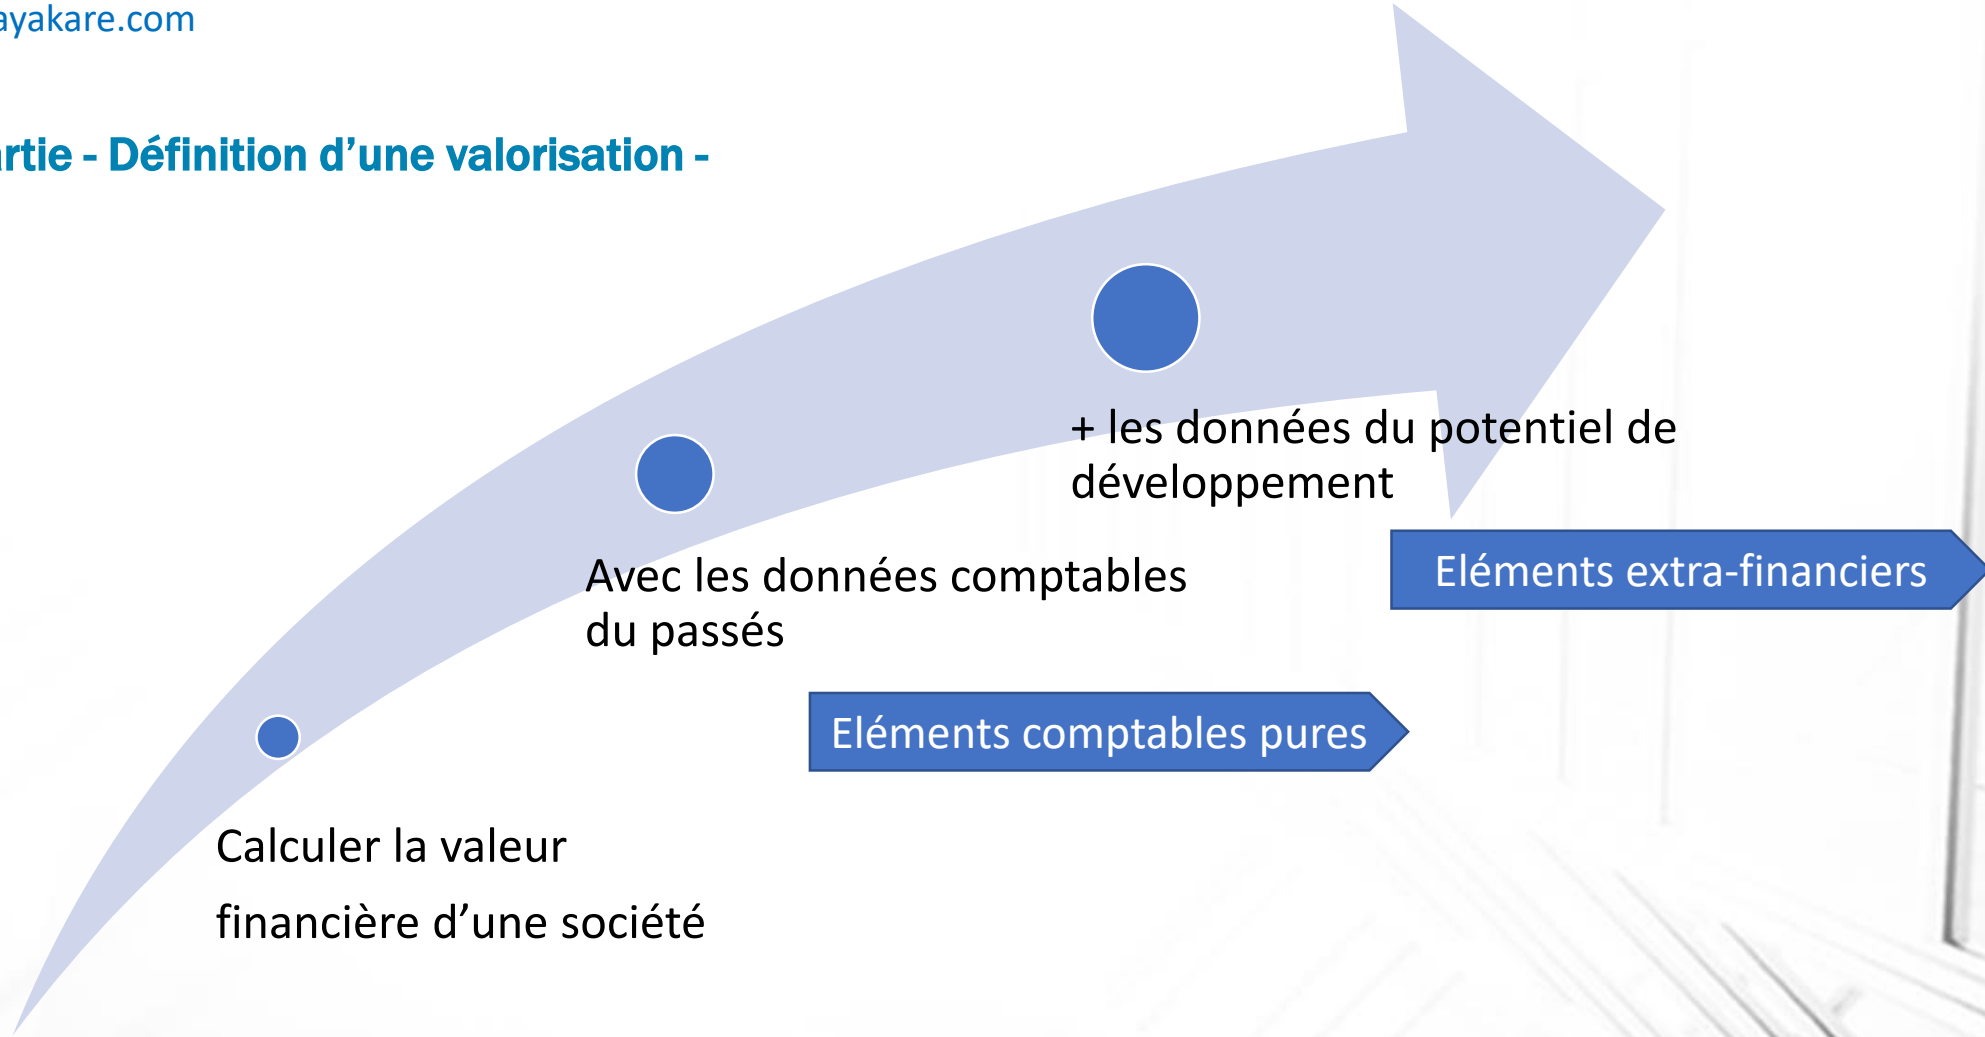 ayakare.com
artie - Définition d’une valorisation -
+ les données du potentiel de
développement
Eléments extra-financiers
Avec les données comptables
du passés
Eléments comptables pures
Calculer la valeur
financière d’une société